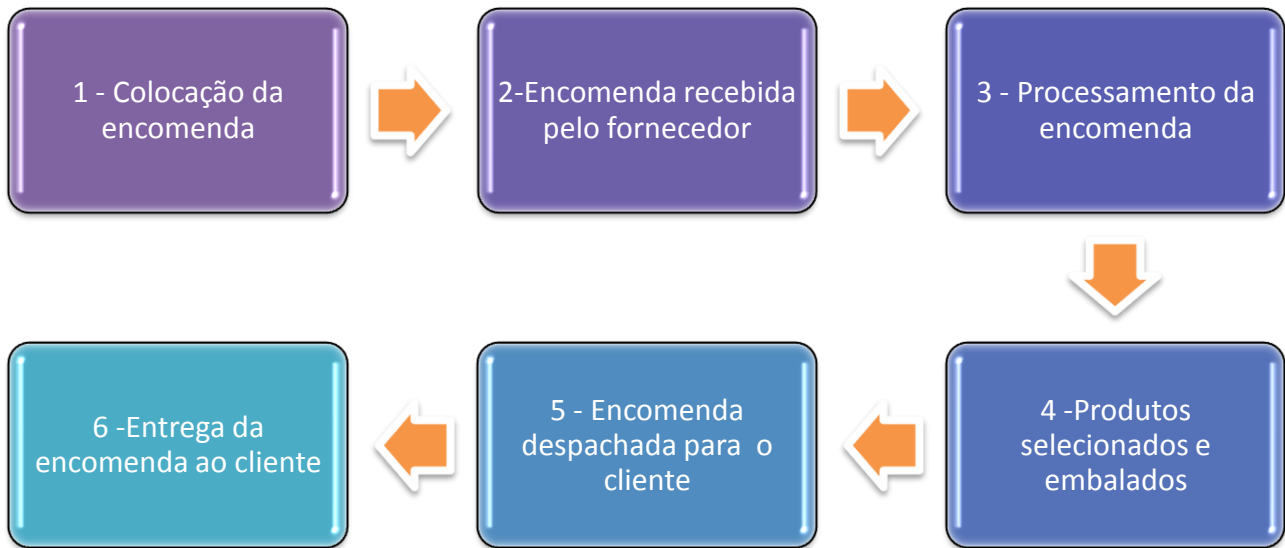 1 - Colocação da
encomenda
2-Encomenda recebida
pelo fornecedor
3 - Processamento da
encomenda
4 -Produtos
selecionados e
embalados
5 - Encomenda
despachada para  o
cliente
6 -Entrega da
encomenda ao cliente